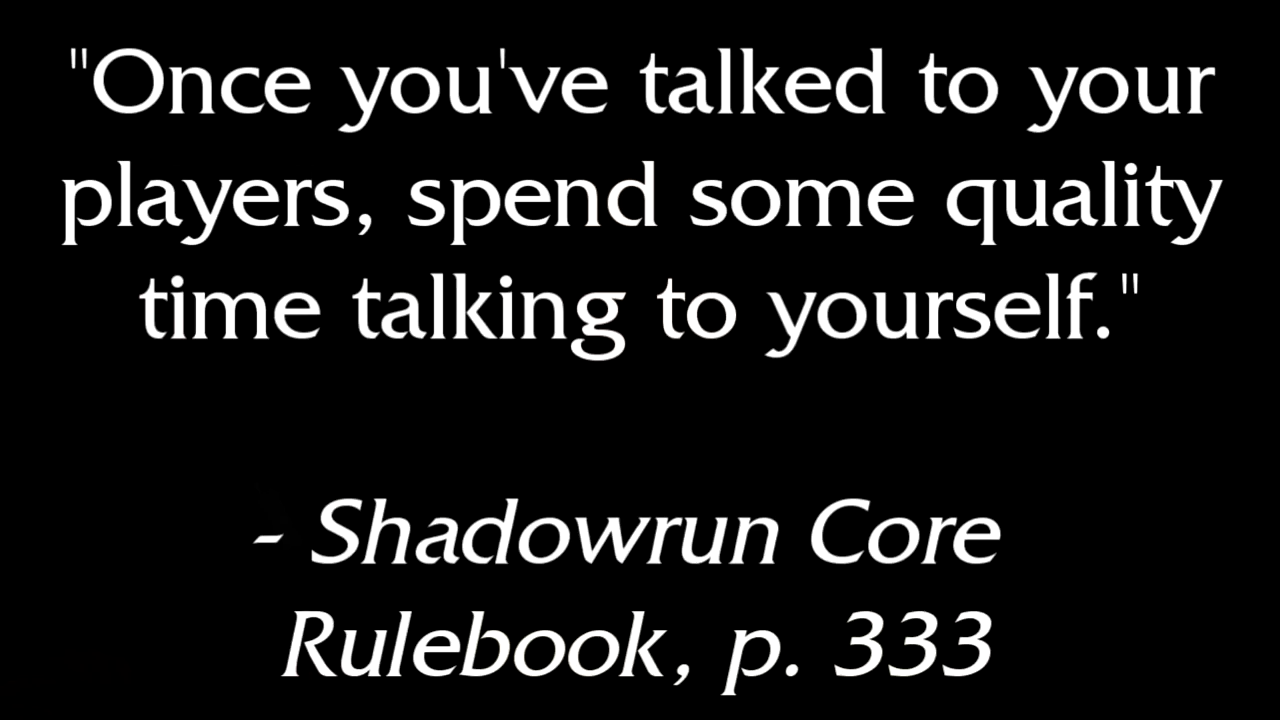 "Once you've talked to your
players, spend some quality
time talking to yourself."
- Shadowrun Core
Rulebook, p. 333